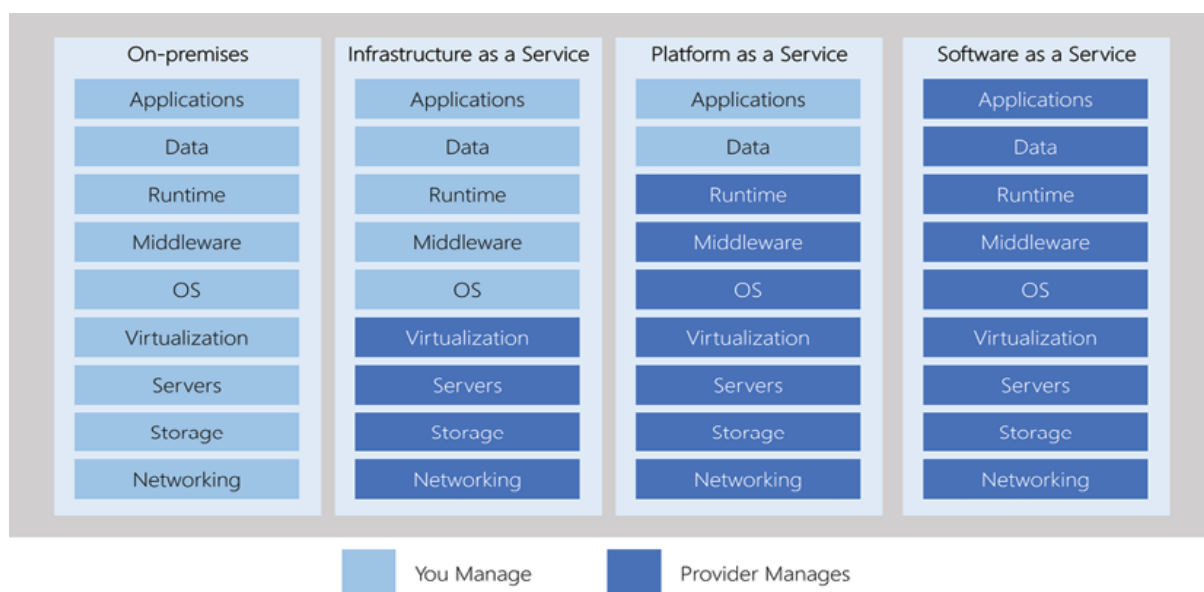 On-premises
Applications
Data
Runtime
Middleware
OS
Virtualization
Servers
Storage
Networking
Infrastructure as a Service
Applications
Data
Runtime
Middleware
OS
Virtualization
Servers
Storage
Networking
Platform as a Service
Applications
Data
Runtime
Middleware
OS
Virtualization
Servers
Storage
Networking
Software as a Service
Applications
Data
Runtime
Middleware
OS
Virtualization
Servers
Storage
Networking
You Manage
Provider Manages